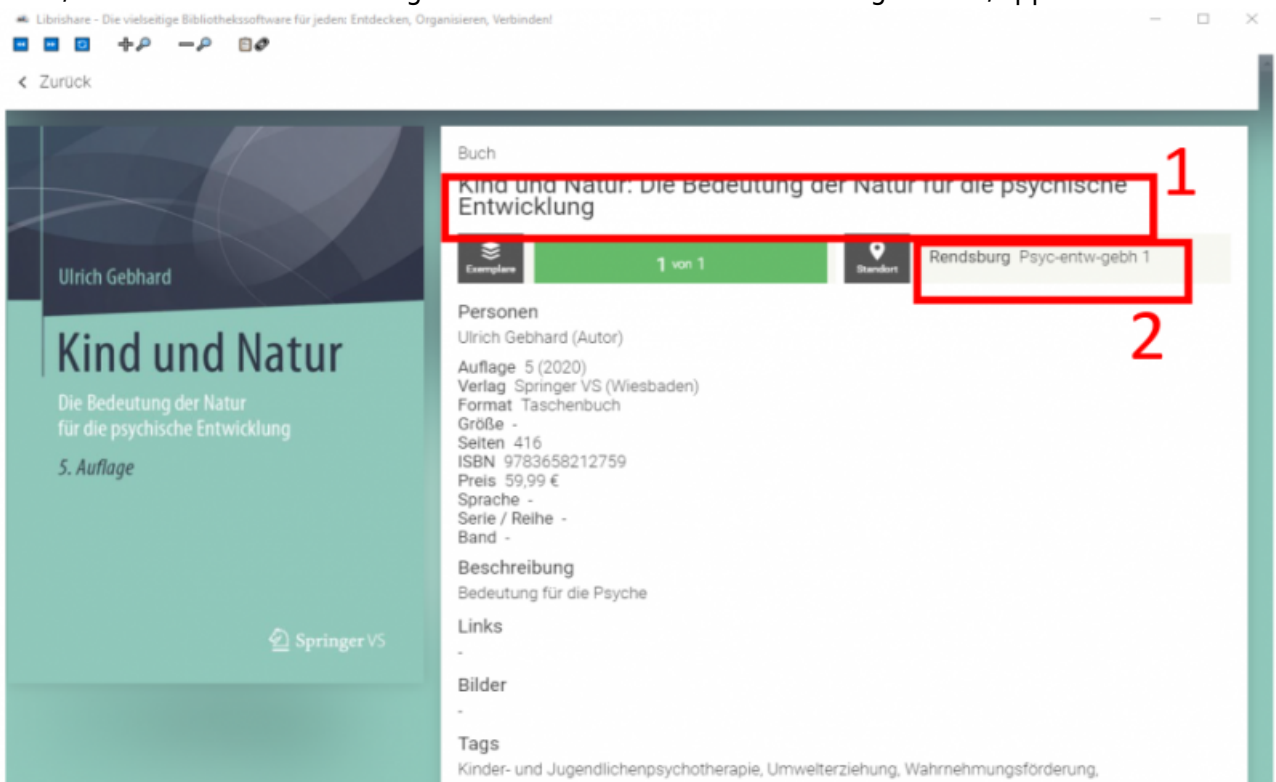 Librishare - Die vielseitige Bibliothekssoftware für jeden: Entdecken, Organisieren, Verbinden!
Zurück
Ulrich Gebhard
Kind und Natur
Die Bedeutung der Natur
für die psychische Entwicklung
5. Auflage
Springer VS
Buch
1
Kind und Natur: Die Bedeutung der Natur für die psychische
Entwicklung
Exemplare
1 von 1
Standort
Rendsburg Psyc-entw-gebh 1
2
Personen
Ulrich Gebhard (Autor)
Auflage 5 (2020)
Verlag Springer VS (Wiesbaden)
Format Taschenbuch
Größe -
Seiten 416
ISBN 9783658212759
Preis 59,99 €
Sprache -
Serie / Reihe -
Band -
Beschreibung
Bedeutung für die Psyche
Links
-
Bilder
-
Tags
Kinder- und Jugendlichenpsychotherapie, Umwelterziehung, Wahrnehmungsförderung,